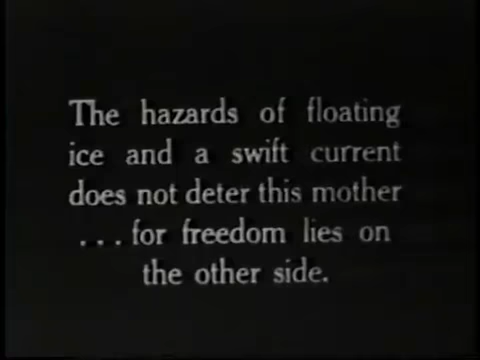 The hazards of floating
ice and a swift current
does not deter this mother
...for freedom lies on
the other side.